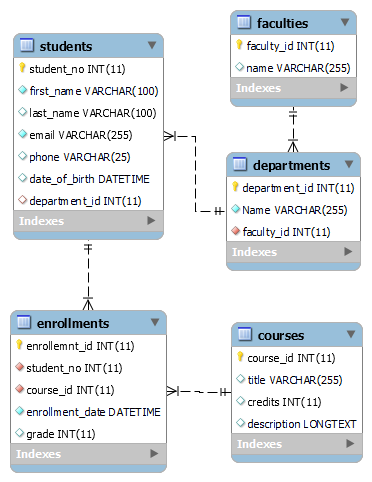 students
student_no INT(11)
first_name VARCHAR(100)
last_name VARCHAR(100)
email VARCHAR(255)
phone VARCHAR(25)
date_of_birth DATETIME
department_id INT(11)
Indexes
faculties
faculty_id INT(11)
name VARCHAR(255)
Indexes
departments
department_id INT(11)
Name VARCHAR(255)
faculty_id INT(11)
Indexes
enrollments
enrollemnt_id INT(11)
student_no INT(11)
course_id INT(11)
enrollment_date DATETIME
grade INT(11)
Indexes
courses
course_id INT(11)
title VARCHAR(255)
credits INT(11)
description LONGTEXT
Indexes